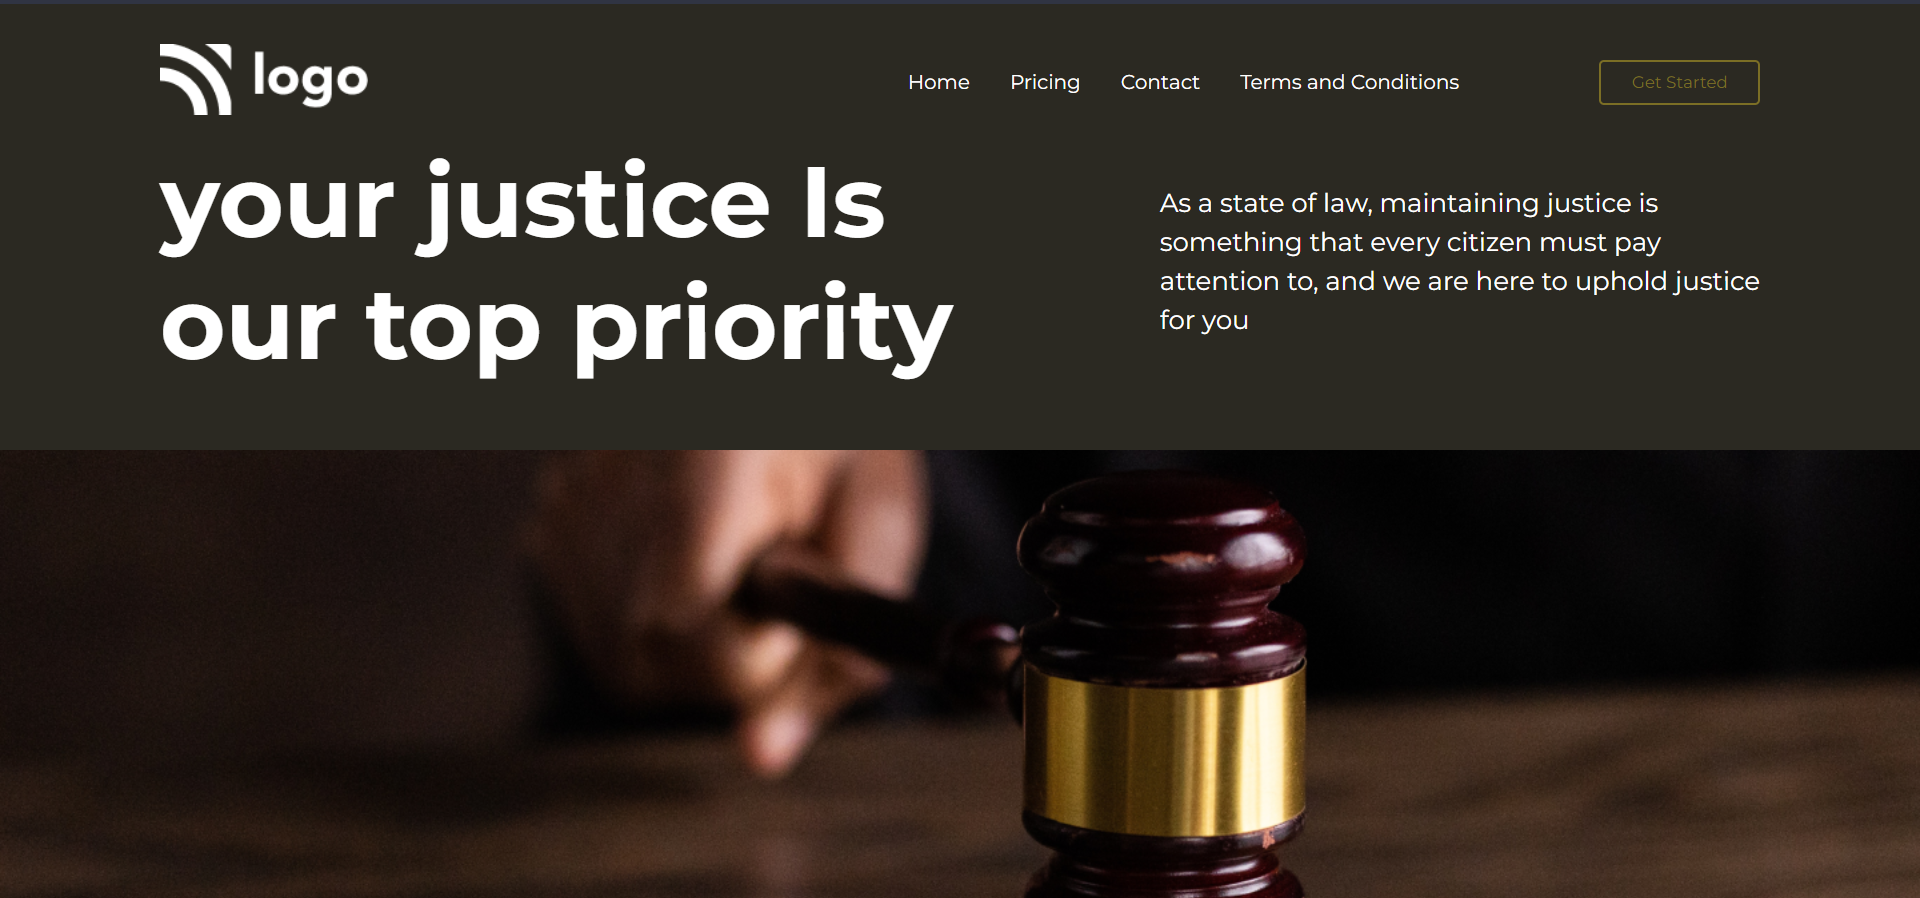 logo
Home Pricing Contact Terms and Conditions Get Started
your justice Is
our top priority
As a state of law, maintaining justice is
something that every citizen must pay
attention to, and we are here to uphold justice
for you